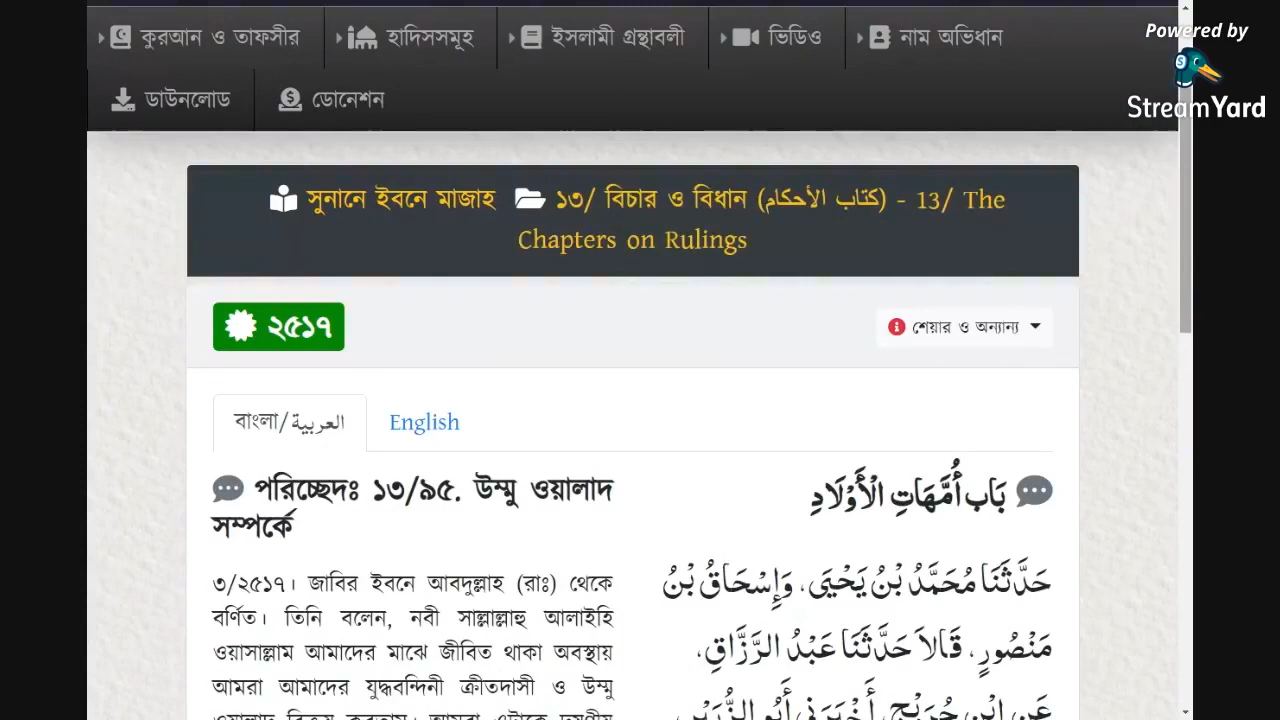 কুরআন ও তাফসীর
হাদিসসমূহ
ইসলামী গ্রন্থাবলী
ভিডিও
নাম অভিধান
Powered by
StreamYard
ডাউনলোড
ডোনেশন
সুনানে ইবনে মাজাহ ১৩/ বিচার ও বিধান (كتاب الأحكام) - 13/ The
Chapters on Rulings
২৫১৭
শেয়ার ও অন্যান্য
বাংলা/العربية
English
পরিচ্ছেদঃ ১৩/৯৫. উম্মু ওয়ালাদ
সম্পর্কে
৩/২৫১৭। জাবির ইবনে আবদুল্লাহ (রাঃ) থেকে
বর্ণিত। তিনি বলেন, নবী সাল্লাল্লাহু আলাইহি
ওয়াসাল্লাম আমাদের মাঝে জীবিত থাকা অবস্থায়
আমরা আমাদের যুদ্ধবন্দিনী ক্রীতদাসী ও উম্মু
باب أُمَّهَاتِ الْأَوْلَادِ
حَدَّثَنَا مُحَمَّدُ بْنُ يَحْيَى، وَإِسْحَاقُ بْنُ
مَنْصُورٍ، قَالاَ حَدَّثَنَا عَبْدُ الرَّزَّاقِ،
عَنِ ابْنِ جُرَيْجٍ، أَخْبَرَنِي أَبُو الزُّبَيْرِ،